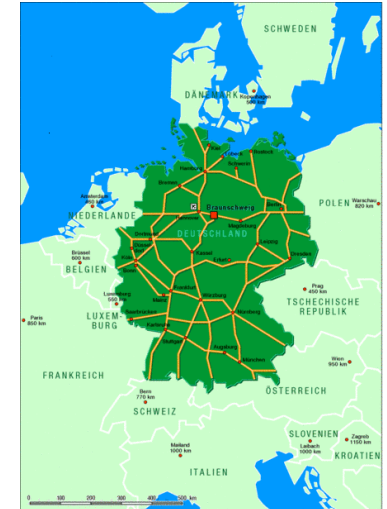 SCHWEDEN
DÄNEMARK
Kopenhagen
500 km
Kiel
Rostock
Lübeck
Schwerin
Hamburg
Bremen
Amsterdam
NIEDERLANDE
Berlin
POLEN
Warschau
820 km
Braunschweig
Hannover
Magdeburg
DEUTSCHLAND
Dortmund
Leipzig
Brüssel
600 km
BELGIEN
Köln
Bonn
Kassel
Erfurt
Dresden
Luxemburg
550 km
LUXEM-
BURG
Frankfurt
Mainz
Würzburg
Prag
450 km
TSCHECHISCHE
REPUBLIK
Paris
850 km
Saarbrücken
Nürnberg
Karlsruhe
Stuttgart
Augsburg
München
Wien
950 km
FRANKREICH
Bern
770 km
SCHWEIZ
ÖSTERREICH
SLOVENIEN
Laibach
1000 km
Zagreb
1150 km
KROATIEN
Mailand
1000 km
ITALIEN
0 100 200 300 400 500 km